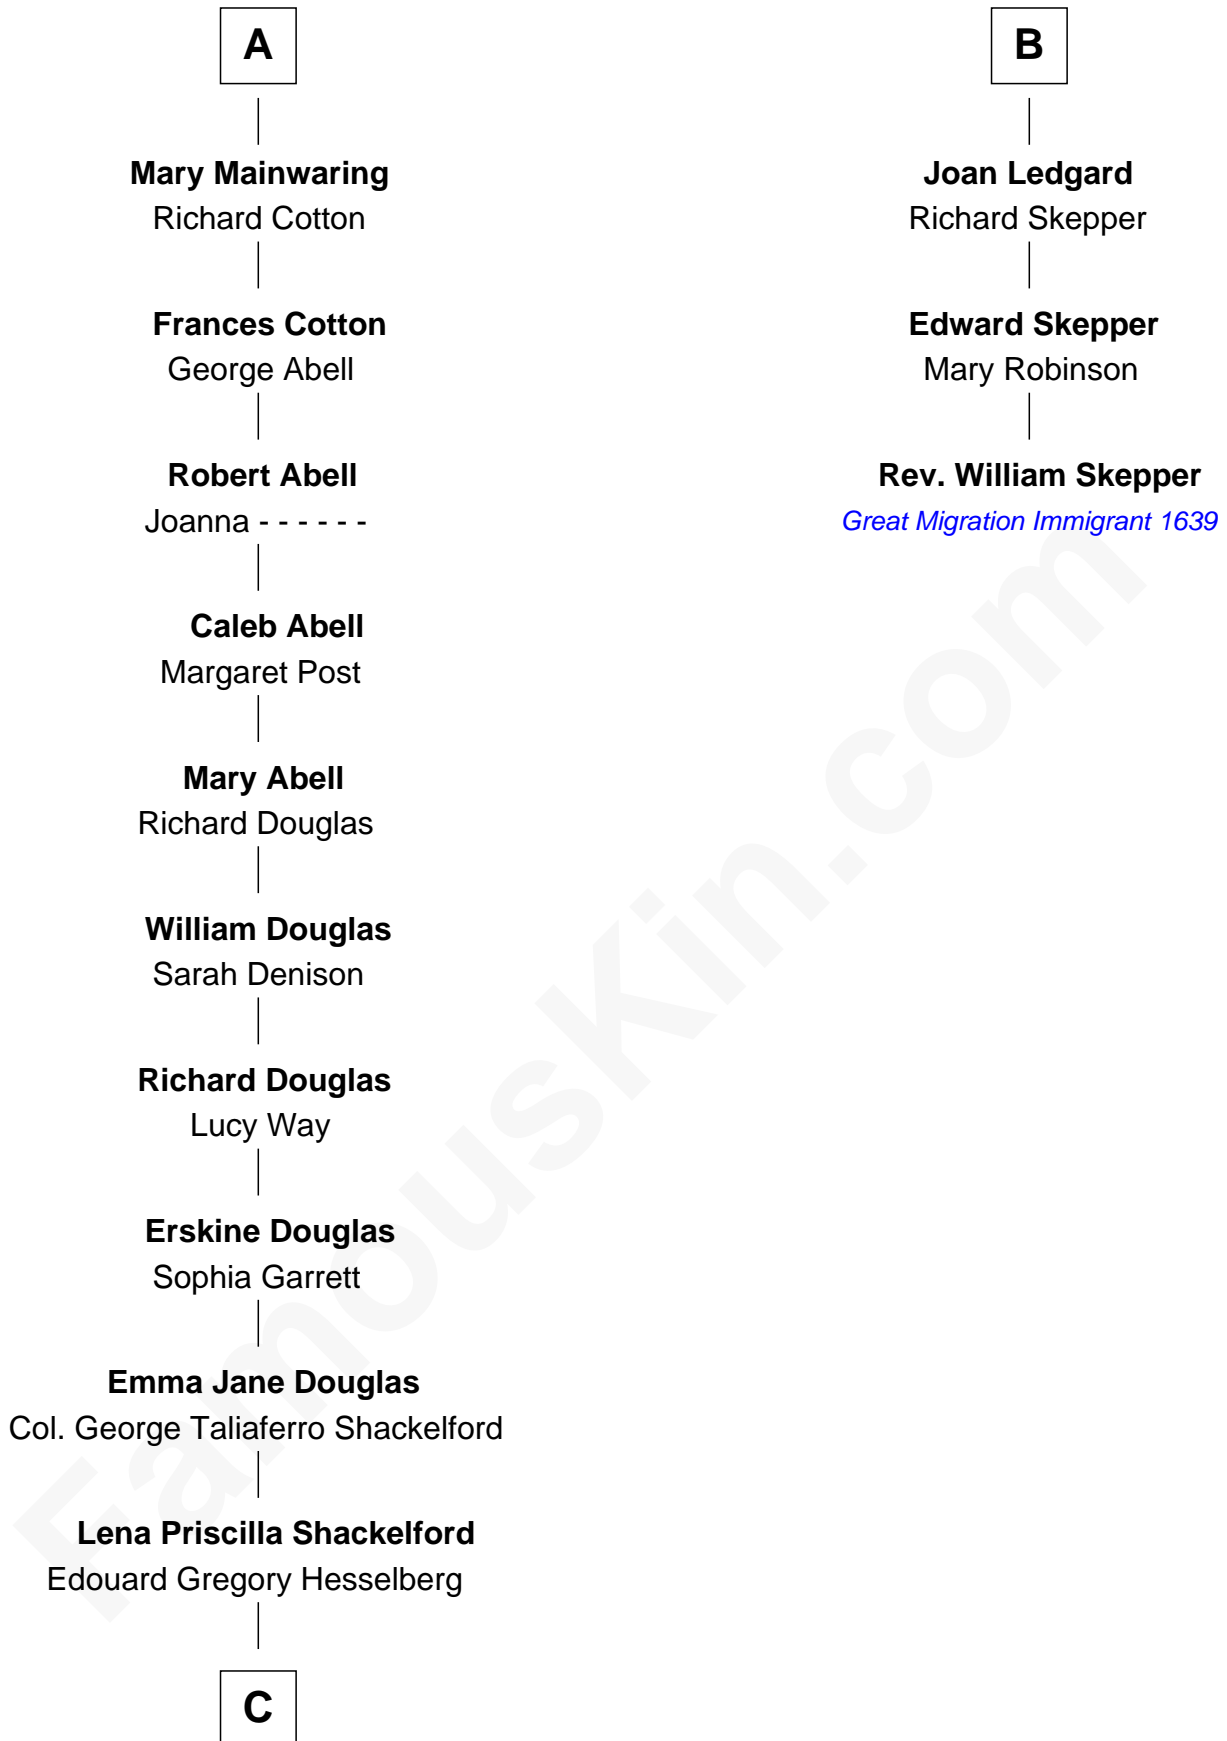 A
Mary Mainwaring
Richard Cotton
Frances Cotton
George Abell
Robert Abell
Joanna - - - - - -
Caleb Abell
Margaret Post
Mary Abell
Richard Douglas
William Douglas
Sarah Denison
Richard Douglas
Lucy Way
Erskine Douglas
Sophia Garrett
Emma Jane Douglas
Col. George Taliaferro Shackelford
Lena Priscilla Shackelford
Edouard Gregory Hesselberg
C
B
Joan Ledgard
Richard Skepper
Edward Skepper
Mary Robinson
Rev. William Skepper
Great Migration Immigrant 1639
FamousKin.com